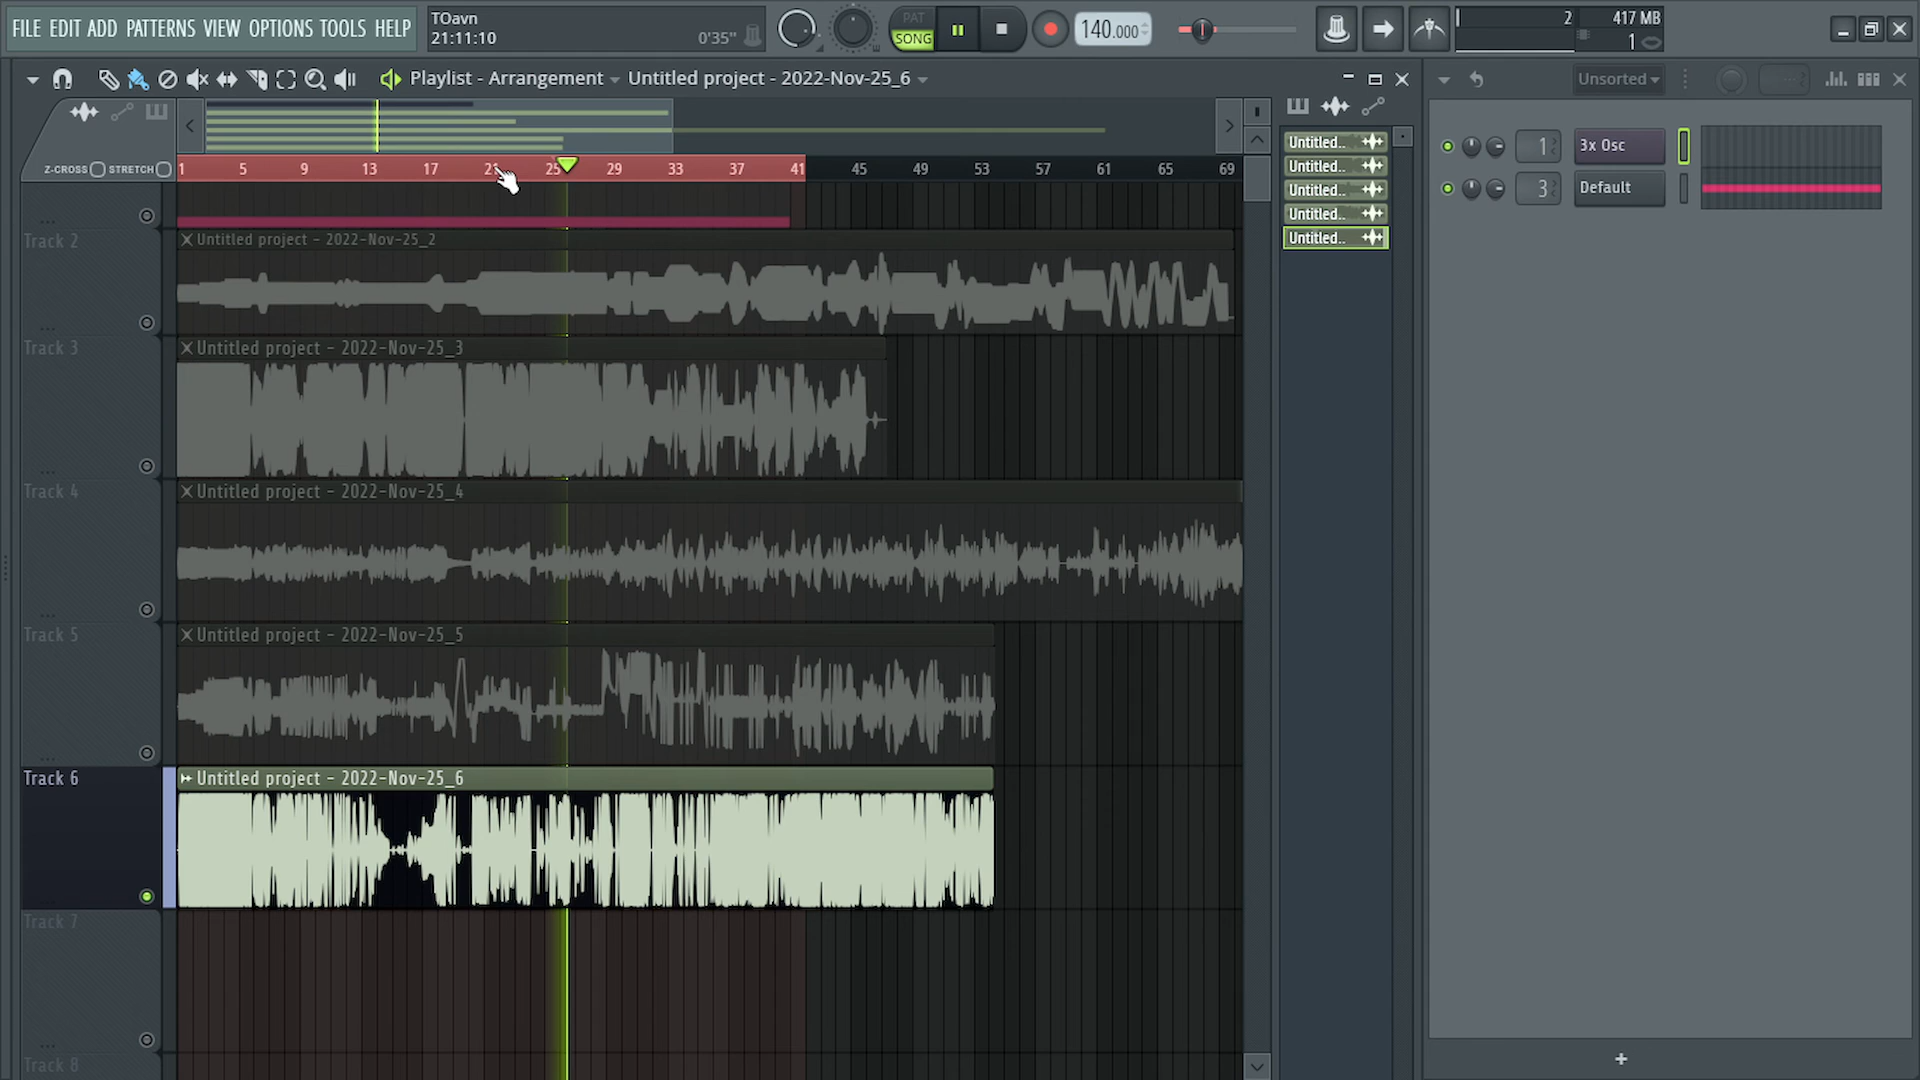 FILE EDIT ADD PATTERNS VIEW OPTIONS TOOLS HELP
TOavn
21:11:10
0'35"
PAT
SONG
140.000
2
417 MB
1
Playlist - Arrangement
Untitled project - 2022-Nov-25_6
Unsorted
Z-CROSS
STRETCH
1 5 9 13 17 21 25 29 33 37 41 45 49 53 57 61 65 69
Untitled..
Untitled..
Untitled..
Untitled..
Untitled..
1
3x Osc
3
Default
Track 2
Untitled project - 2022-Nov-25_2
Track 3
Untitled project - 2022-Nov-25_3
Track 4
Untitled project - 2022-Nov-25_4
Track 5
Untitled project - 2022-Nov-25_5
Track 6
Untitled project - 2022-Nov-25_6
Track 7
Track 8